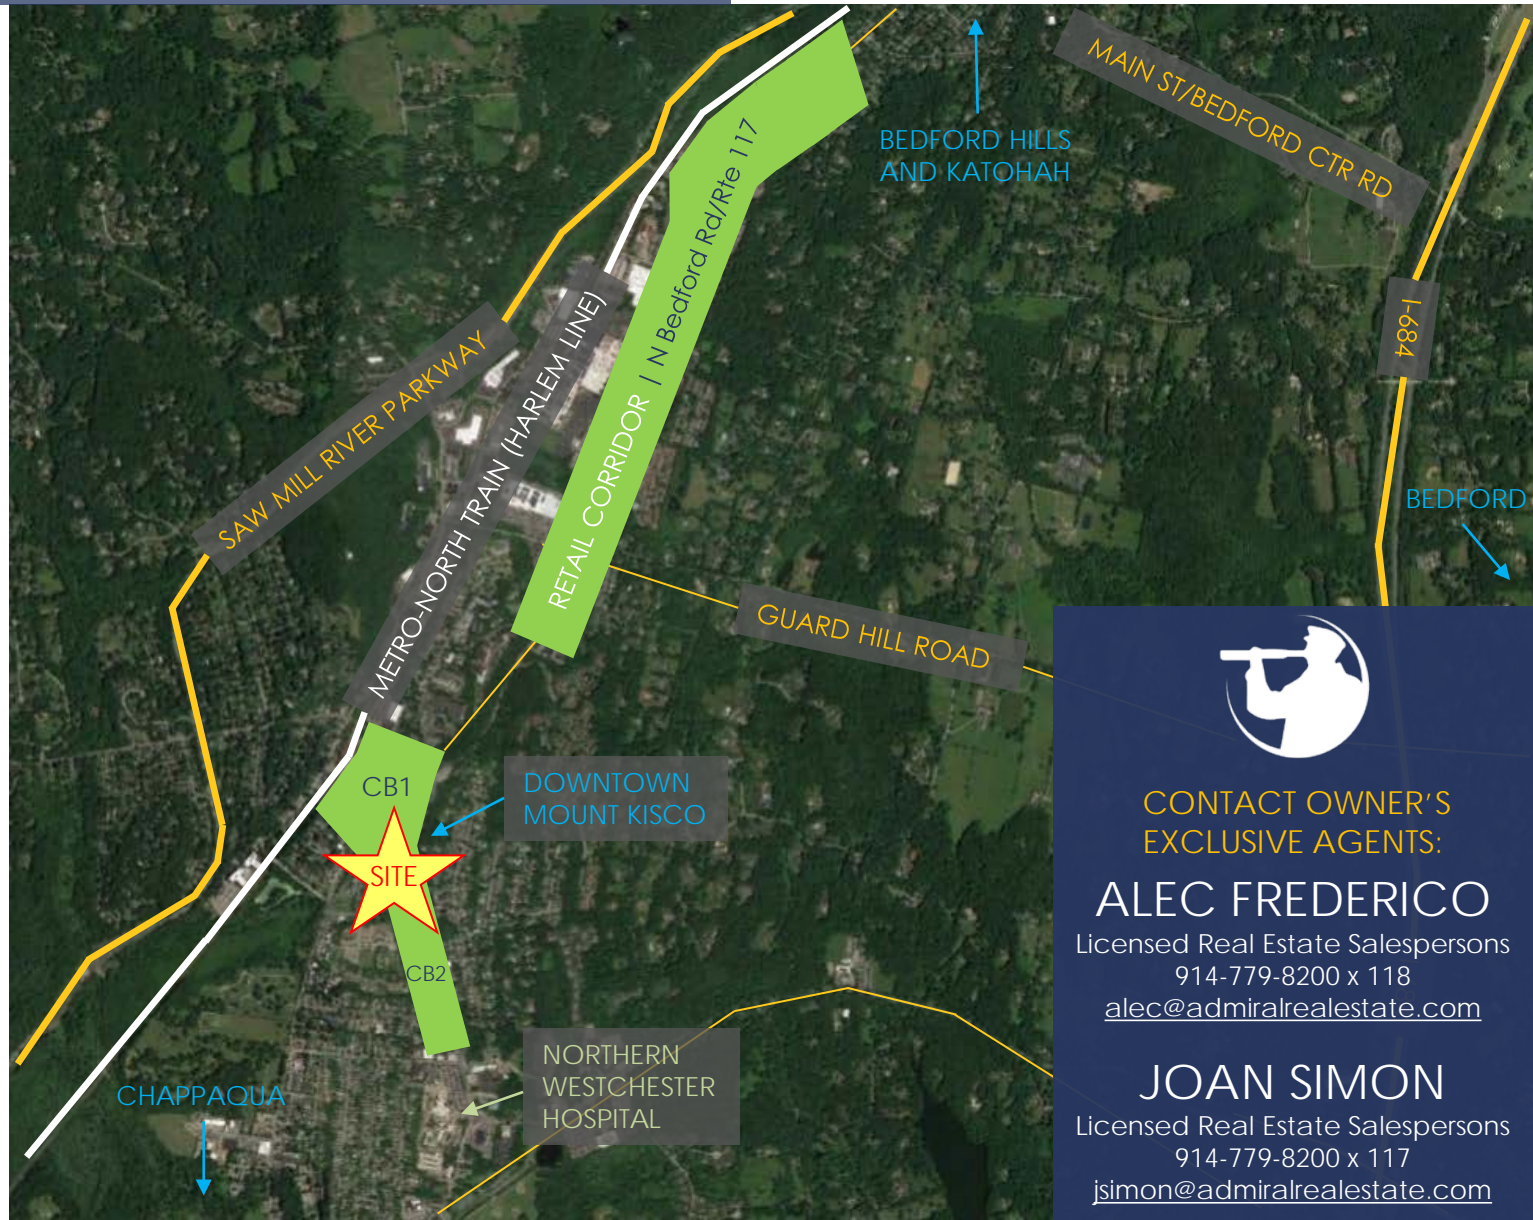 MAIN ST/BEDFORD CTR RD
BEDFORD HILLS
AND KATOHAH
RETAIL CORRIDOR | N Bedford Rd/Rte 117
I-684
METRO-NORTH TRAIN (HARLEM LINE)
SAW MILL RIVER PARKWAY
BEDFORD
GUARD HILL ROAD
CB1
DOWNTOWN
MOUNT KISCO
SITE
CB2
NORTHERN
WESTCHESTER
HOSPITAL
CHAPPAQUA
CONTACT OWNER'S
EXCLUSIVE AGENTS:
ALEC FREDERICO
Licensed Real Estate Salespersons
914-779-8200 x 118
alec@admiralrealestate.com
JOAN SIMON
Licensed Real Estate Salespersons
914-779-8200 x 117
jsimon@admiralrealestate.com